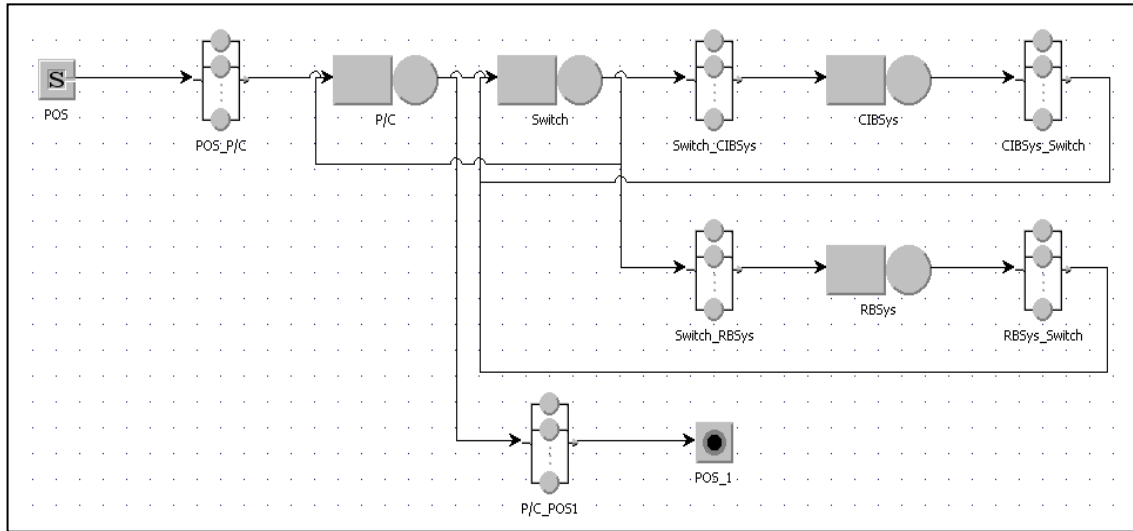 S
POS
POS_P/C
P/C
Switch
Switch_CIBSys
CIBSys
CIBSys_Switch
Switch_RBSys
RBSys
RBSys_Switch
P/C_POS1
POS_1